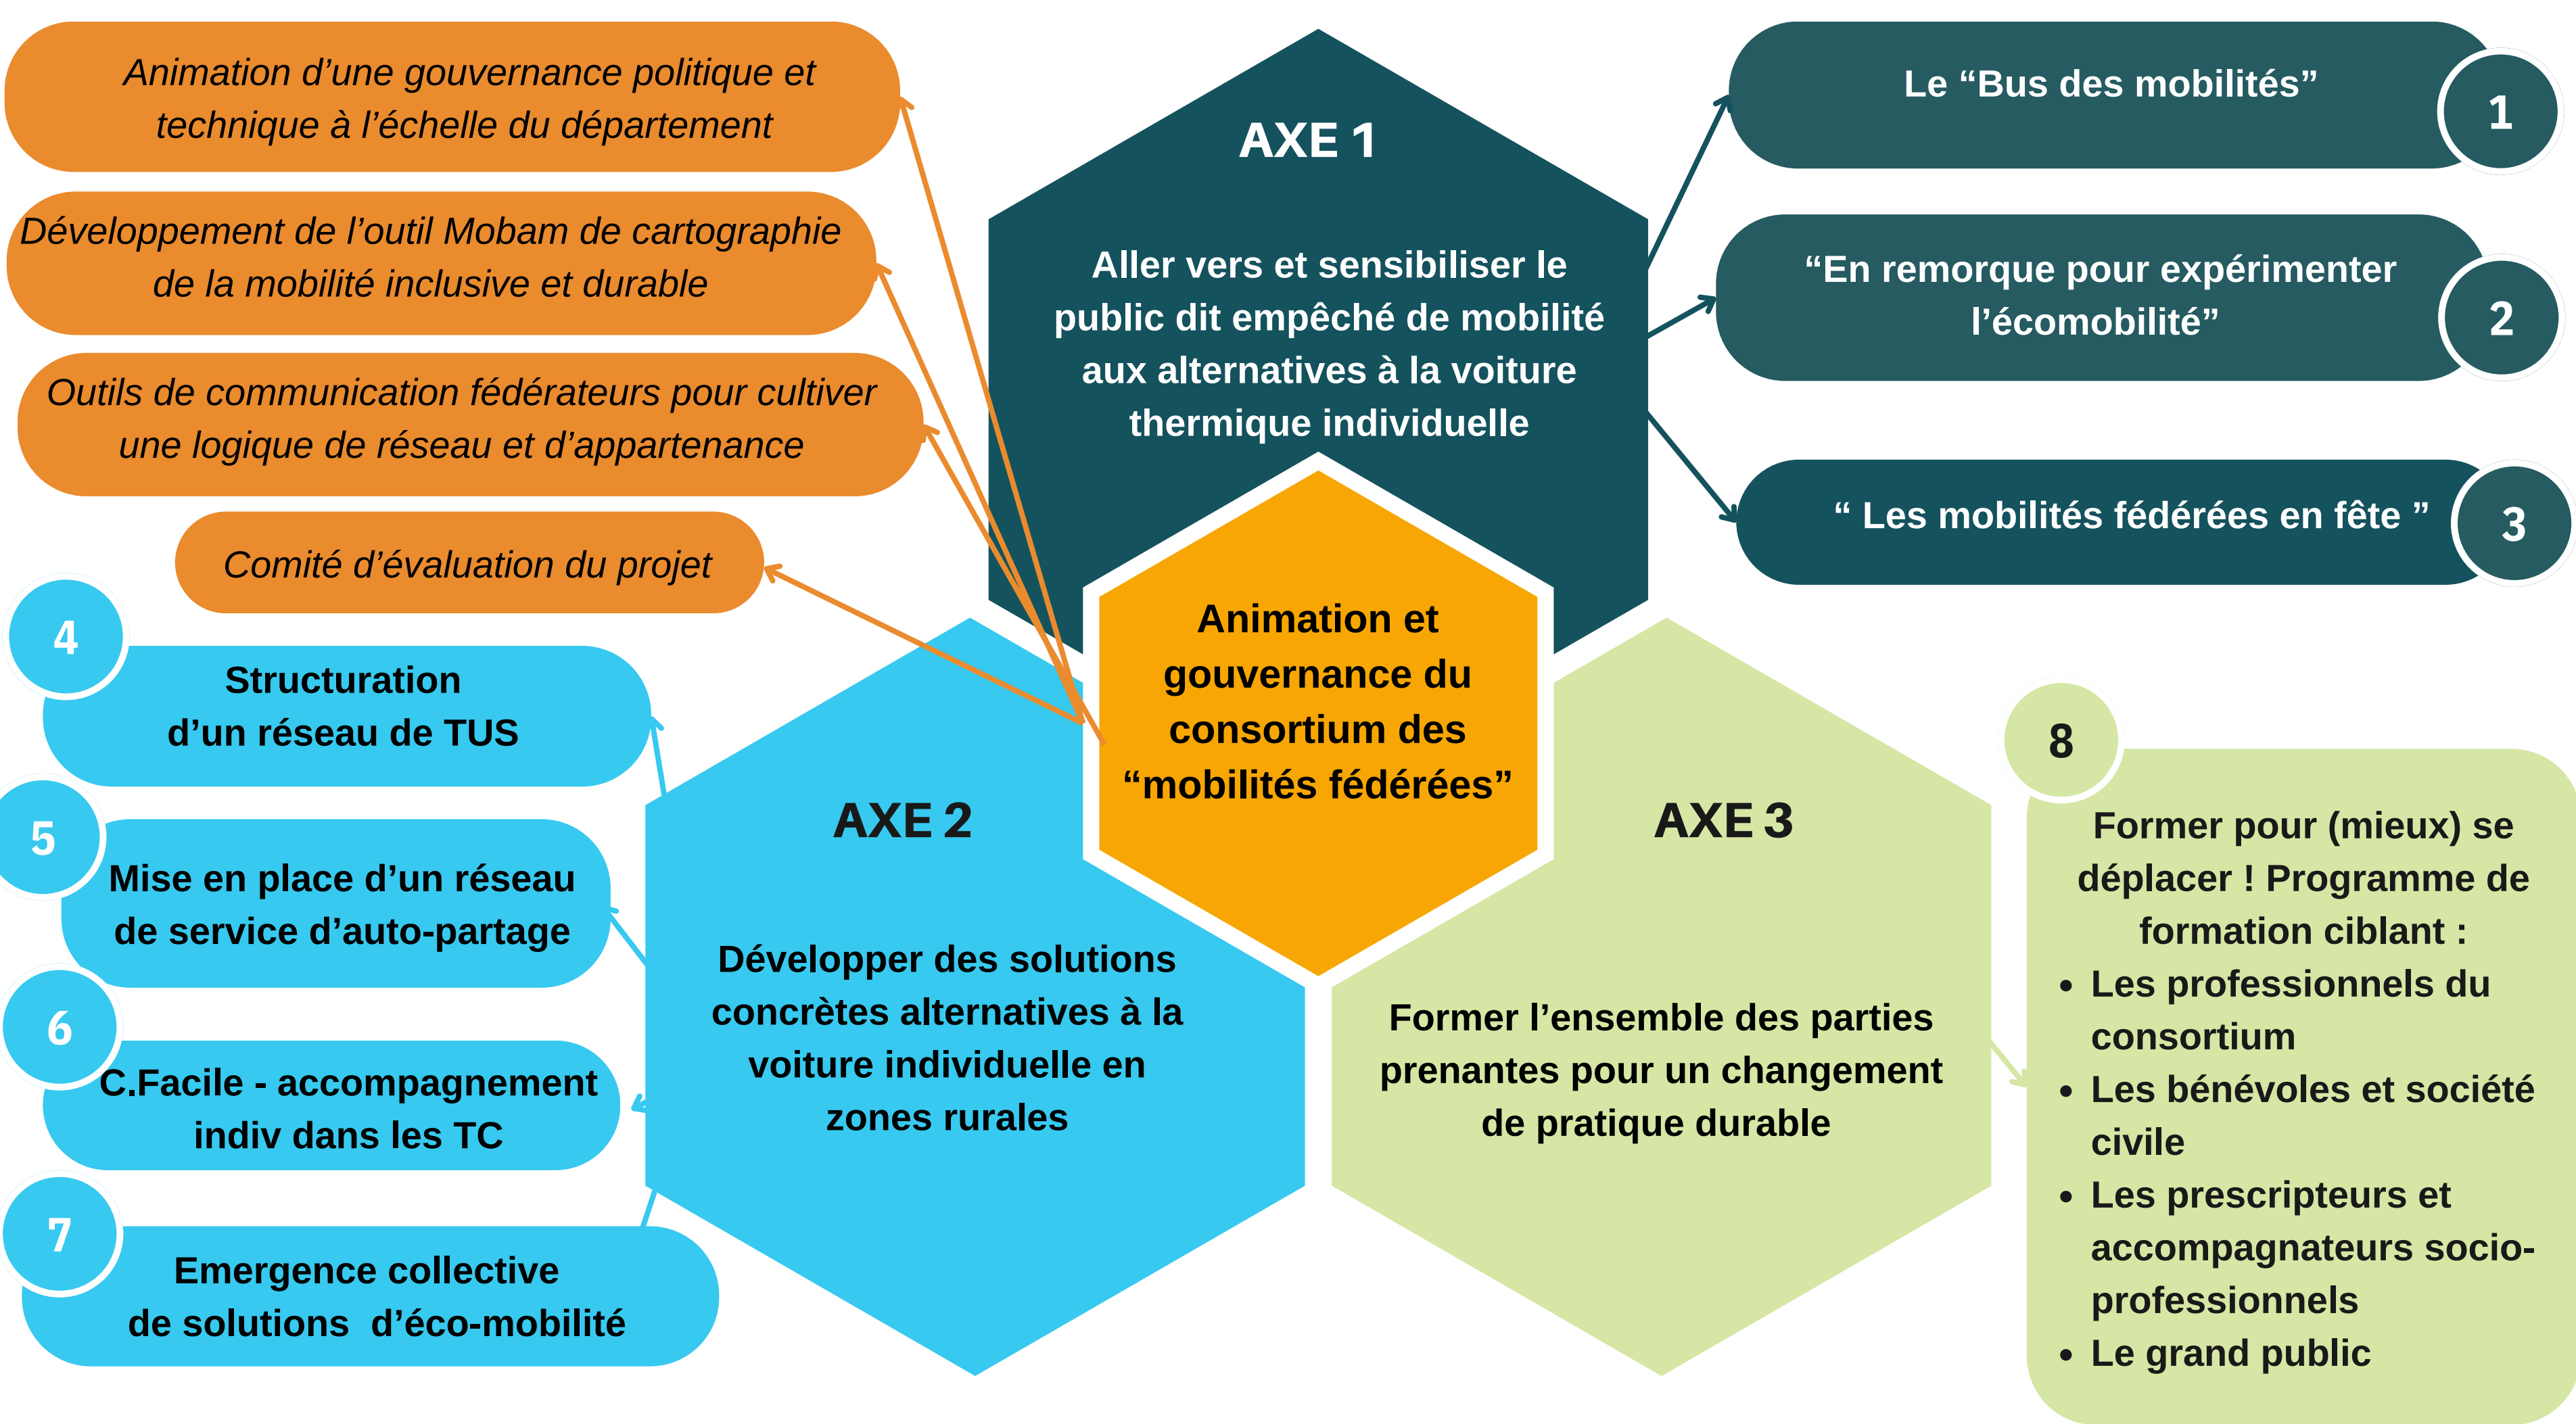 Animation d’une gouvernance politique et
technique à l’échelle du département
Développement de l’outil Mobam de cartographie
de la mobilité inclusive et durable
Outils de communication fédérateurs pour cultiver
une logique de réseau et d’appartenance
Comité d’évaluation du projet
AXE 1
Aller vers et sensibiliser le
public dit empêché de mobilité
aux alternatives à la voiture
thermique individuelle
Le “Bus des mobilités”
1
“En remorque pour expérimenter
l’écomobilité”
2
“ Les mobilités fédérées en fête ”
3
Animation et
gouvernance du
consortium des
“mobilités fédérées”
4
Structuration
d’un réseau de TUS
5
Mise en place d’un réseau
de service d’auto-partage
6
C.Facile - accompagnement
indiv dans les TC
7
Emergence collective
de solutions  d’éco-mobilité
AXE 2
Développer des solutions
concrètes alternatives à la
voiture individuelle en
zones rurales
AXE 3
Former l’ensemble des parties
prenantes pour un changement
de pratique durable
8
Former pour (mieux) se
déplacer ! Programme de
formation ciblant :
• Les professionnels du
consortium
• Les bénévoles et société
civile
• Les prescripteurs et
accompagnateurs socio-
professionnels
• Le grand public